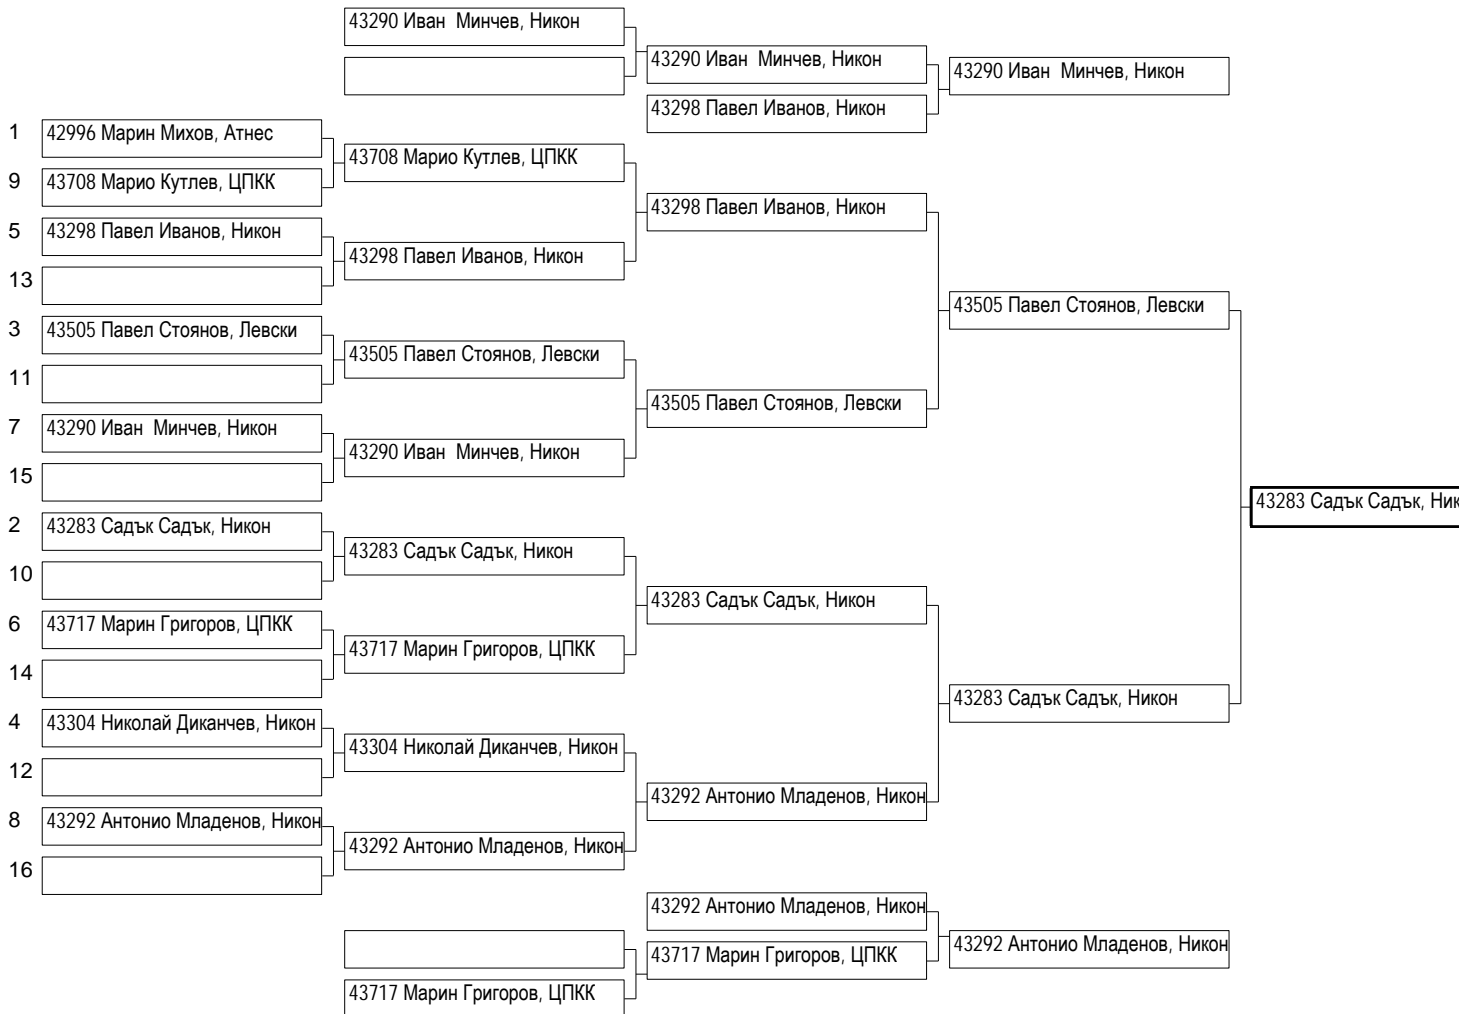 43290 Иван  Минчев, Никон
43290 Иван  Минчев, Никон
43290 Иван  Минчев, Никон
43298 Павел Иванов, Никон
1 42996 Марин Михов, Атнес
43708 Марио Кутлев, ЦПКК
9 43708 Марио Кутлев, ЦПКК
43298 Павел Иванов, Никон
5 43298 Павел Иванов, Никон
43298 Павел Иванов, Никон
13
43505 Павел Стоянов, Левски
3 43505 Павел Стоянов, Левски
43505 Павел Стоянов, Левски
11
43505 Павел Стоянов, Левски
7 43290 Иван  Минчев, Никон
43290 Иван  Минчев, Никон
15
43283 Садък Садък, Ник
2 43283 Садък Садък, Никон
43283 Садък Садък, Никон
10
43283 Садък Садък, Никон
6 43717 Марин Григоров, ЦПКК
43717 Марин Григоров, ЦПКК
14
43283 Садък Садък, Никон
4 43304 Николай Диканчев, Никон
43304 Николай Диканчев, Никон
12
43292 Антонио Младенов, Никон
8 43292 Антонио Младенов, Никон
43292 Антонио Младенов, Никон
16
43292 Антонио Младенов, Никон
43292 Антонио Младенов, Никон
43717 Марин Григоров, ЦПКК
43717 Марин Григоров, ЦПКК